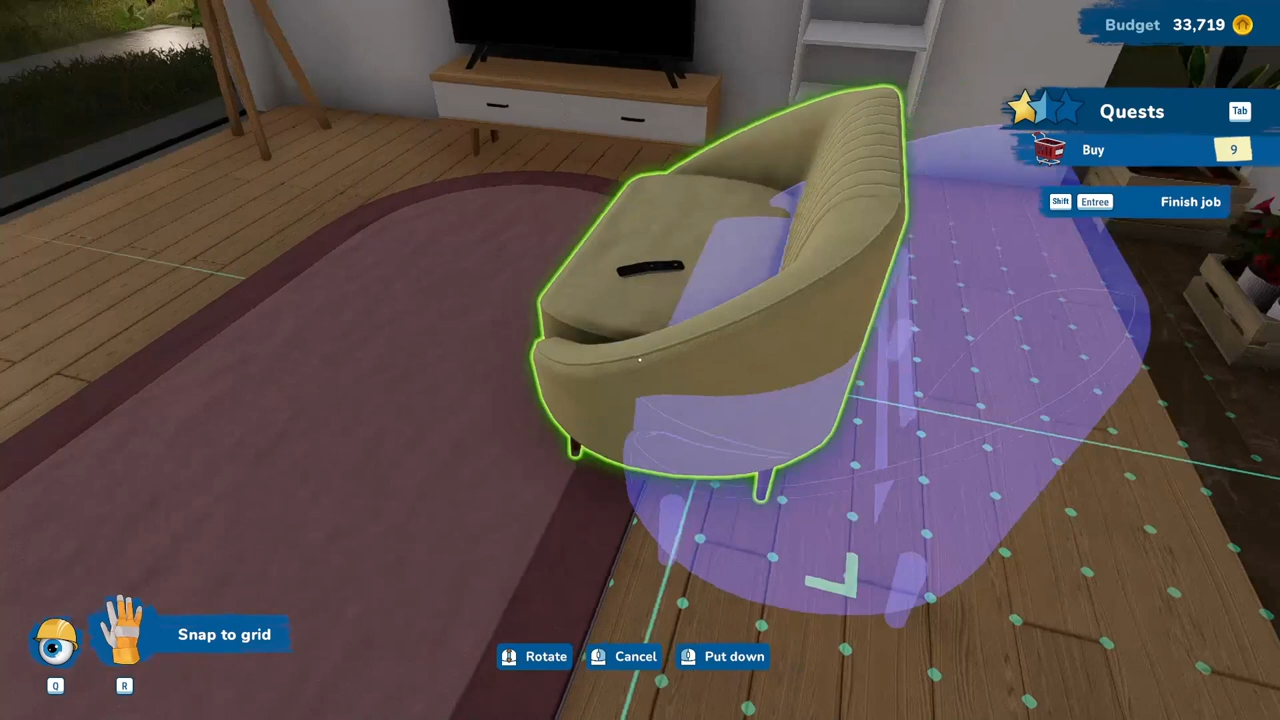 Budget 33,719
Quests Tab
Buy 9
Shift Entree Finish job
Snap to grid
Rotate Cancel Put down
Q R